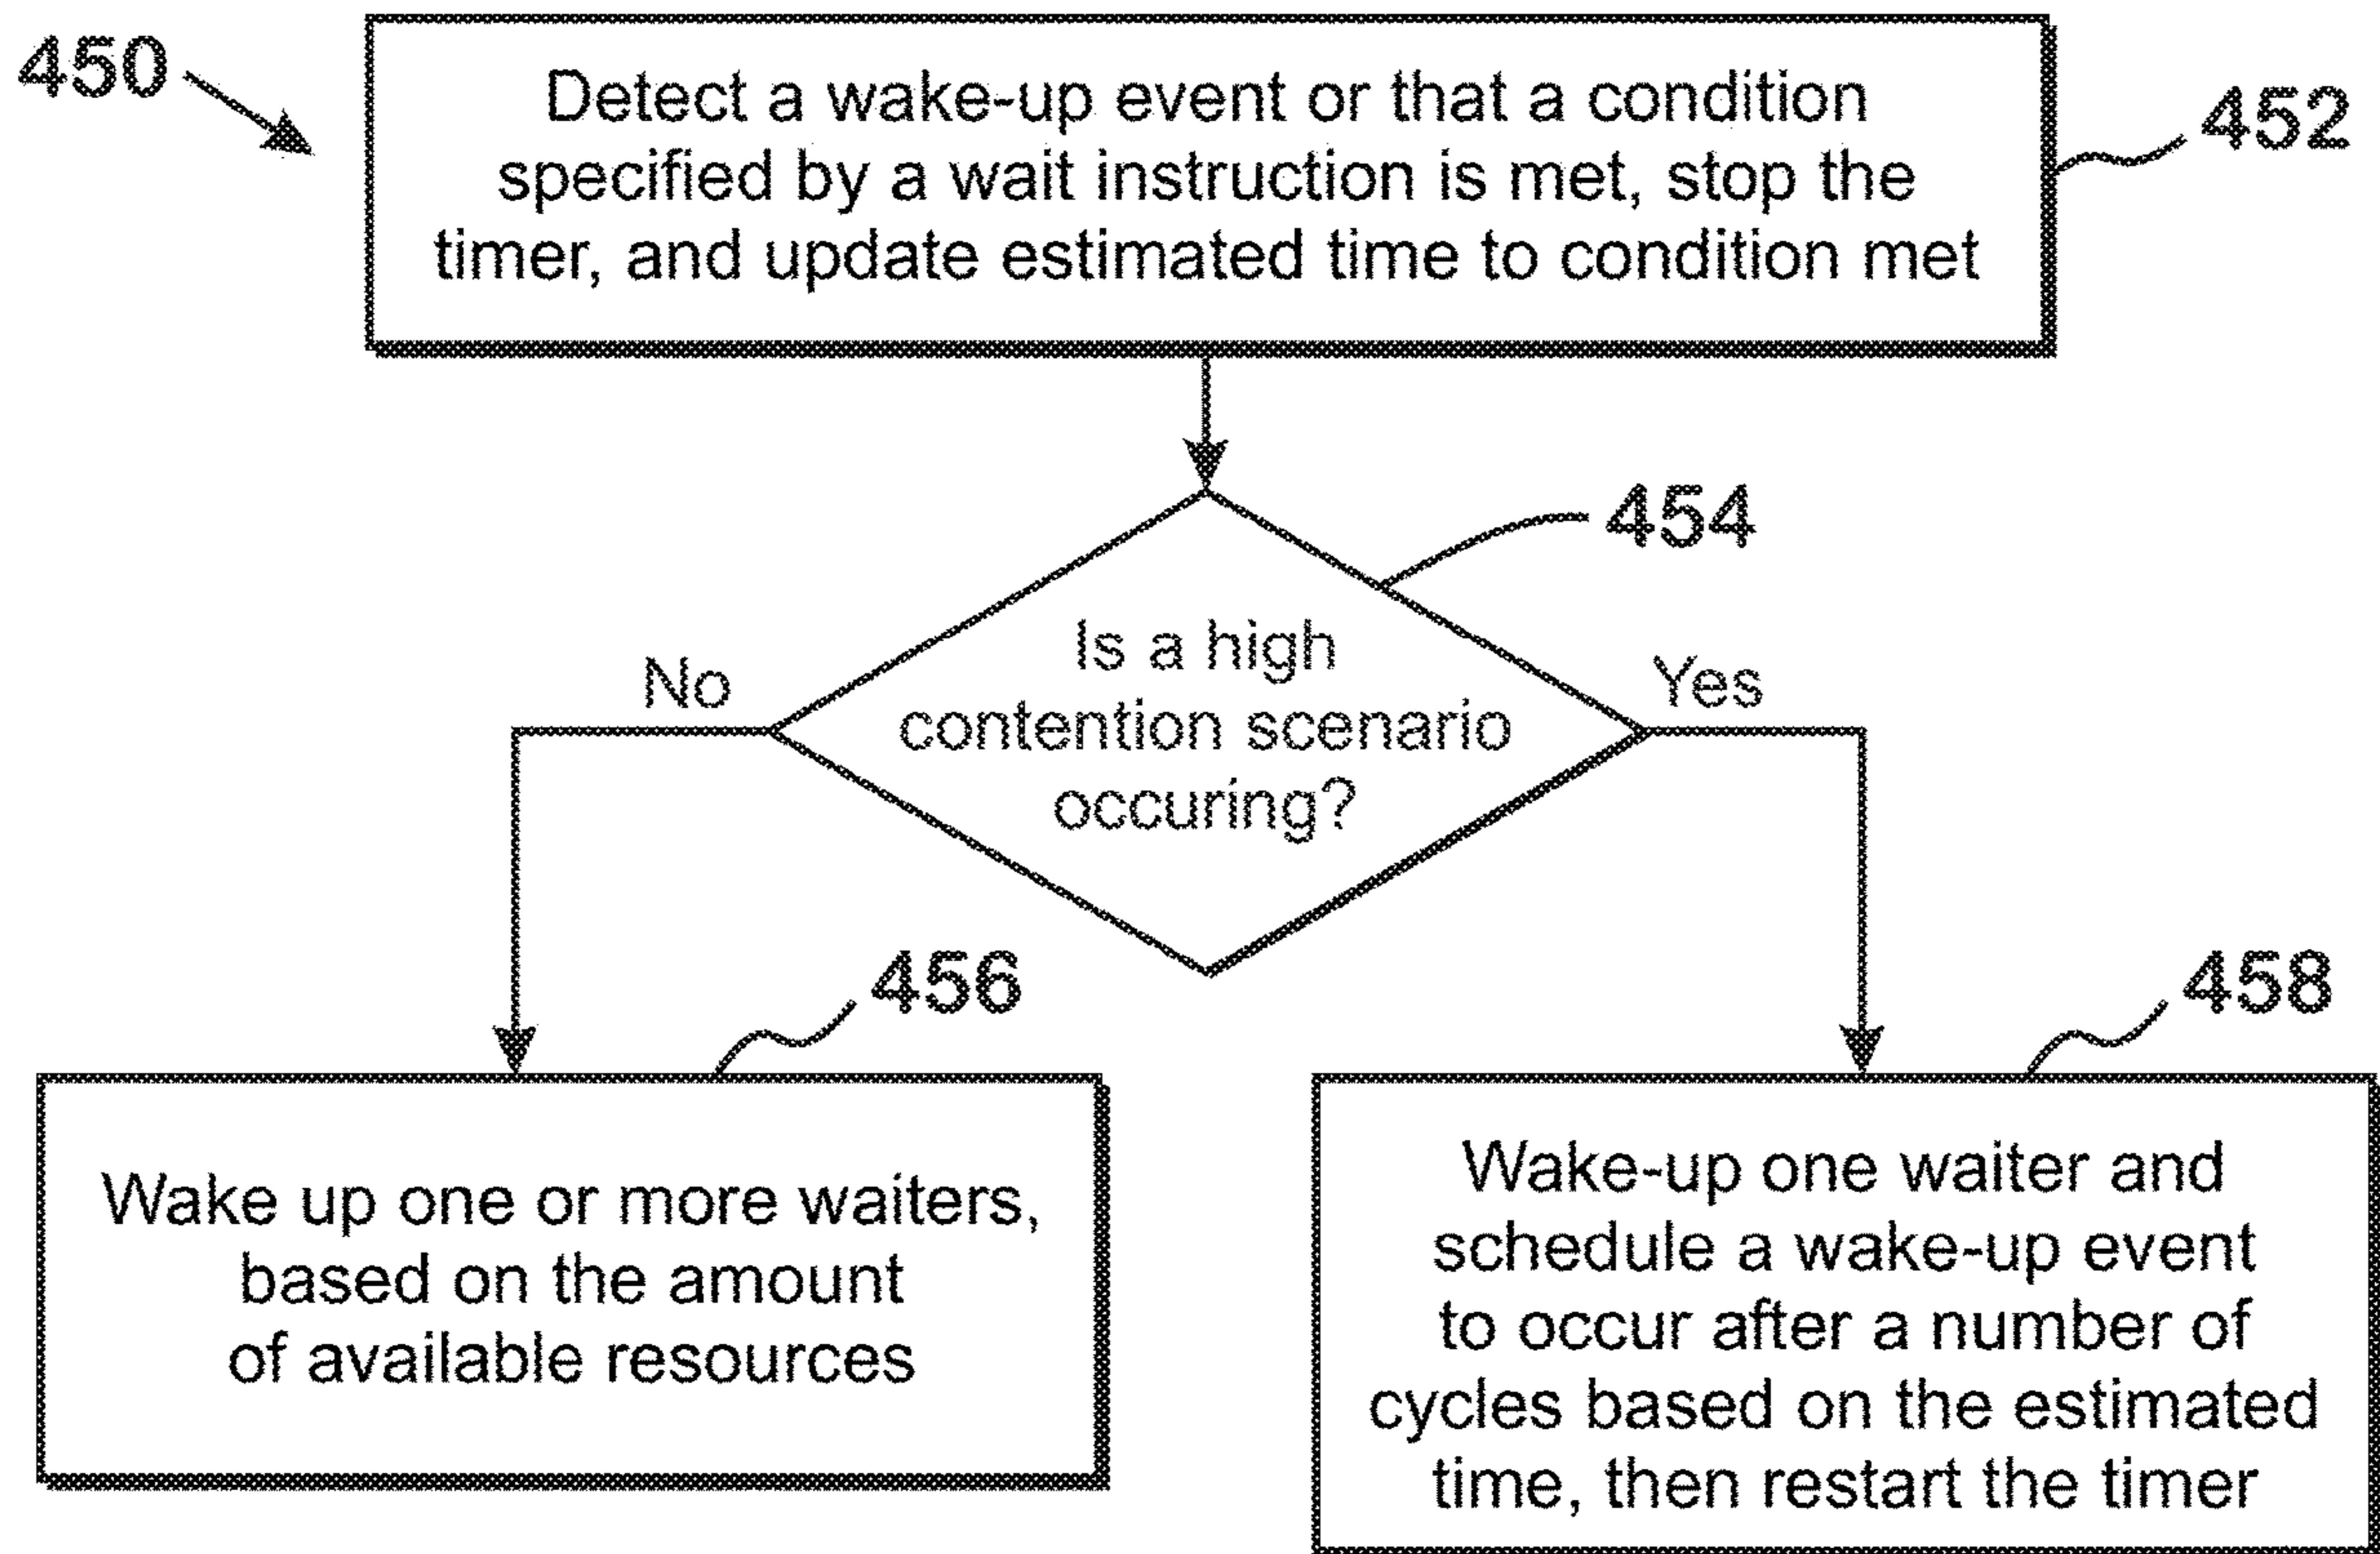 450
Detect a wake-up event or that a condition
specified by a wait instruction is met, stop the
timer, and update estimated time to condition met
452
454
Is a high
contention scenario
occuring?
No
Yes
456
458
Wake up one or more waiters,
based on the amount
of available resources
Wake-up one waiter and
schedule a wake-up event
to occur after a number of
cycles based on the estimated
time, then restart the timer